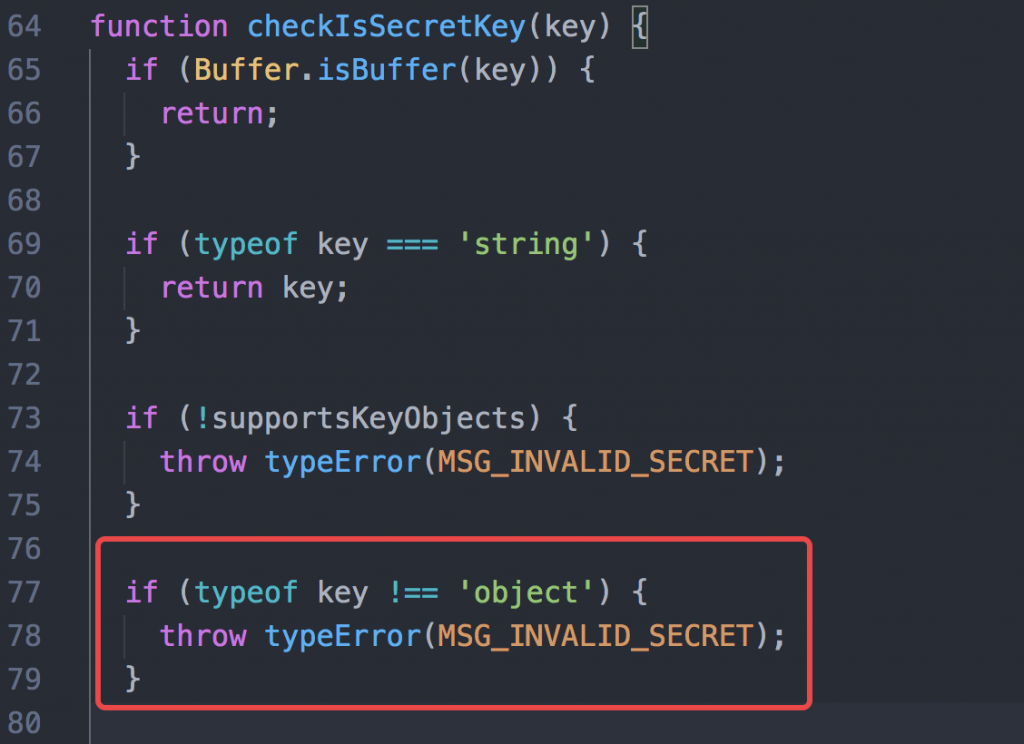 64 function checkIsSecretKey(key) {
65 if (Buffer.isBuffer(key)) {
66 return;
67 }
68
69 if (typeof key === 'string') {
70 return key;
71 }
72
73 if (!supportsKeyObjects) {
74 throw typeError(MSG_INVALID_SECRET);
75 }
76
77 if (typeof key !== 'object') {
78 throw typeError(MSG_INVALID_SECRET);
79 }
80